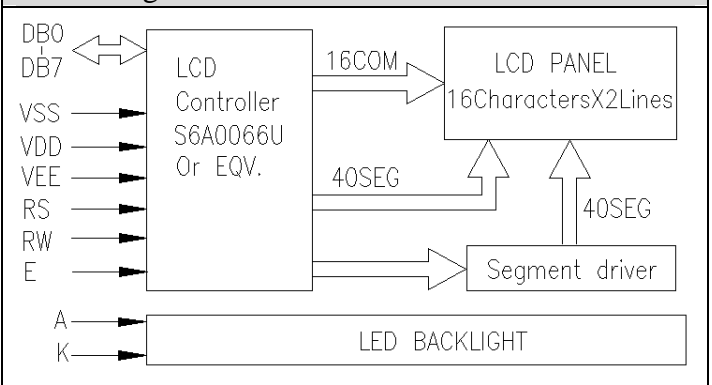 DB0
DB7
VSS
VDD
VEE
RS
RW
E
LCD
Controller
S6A0066U
Or EQV.
16COM
40SEG
LCD PANEL
16CharactersX2Lines
40SEG
Segment driver
A
K
LED BACKLIGHT